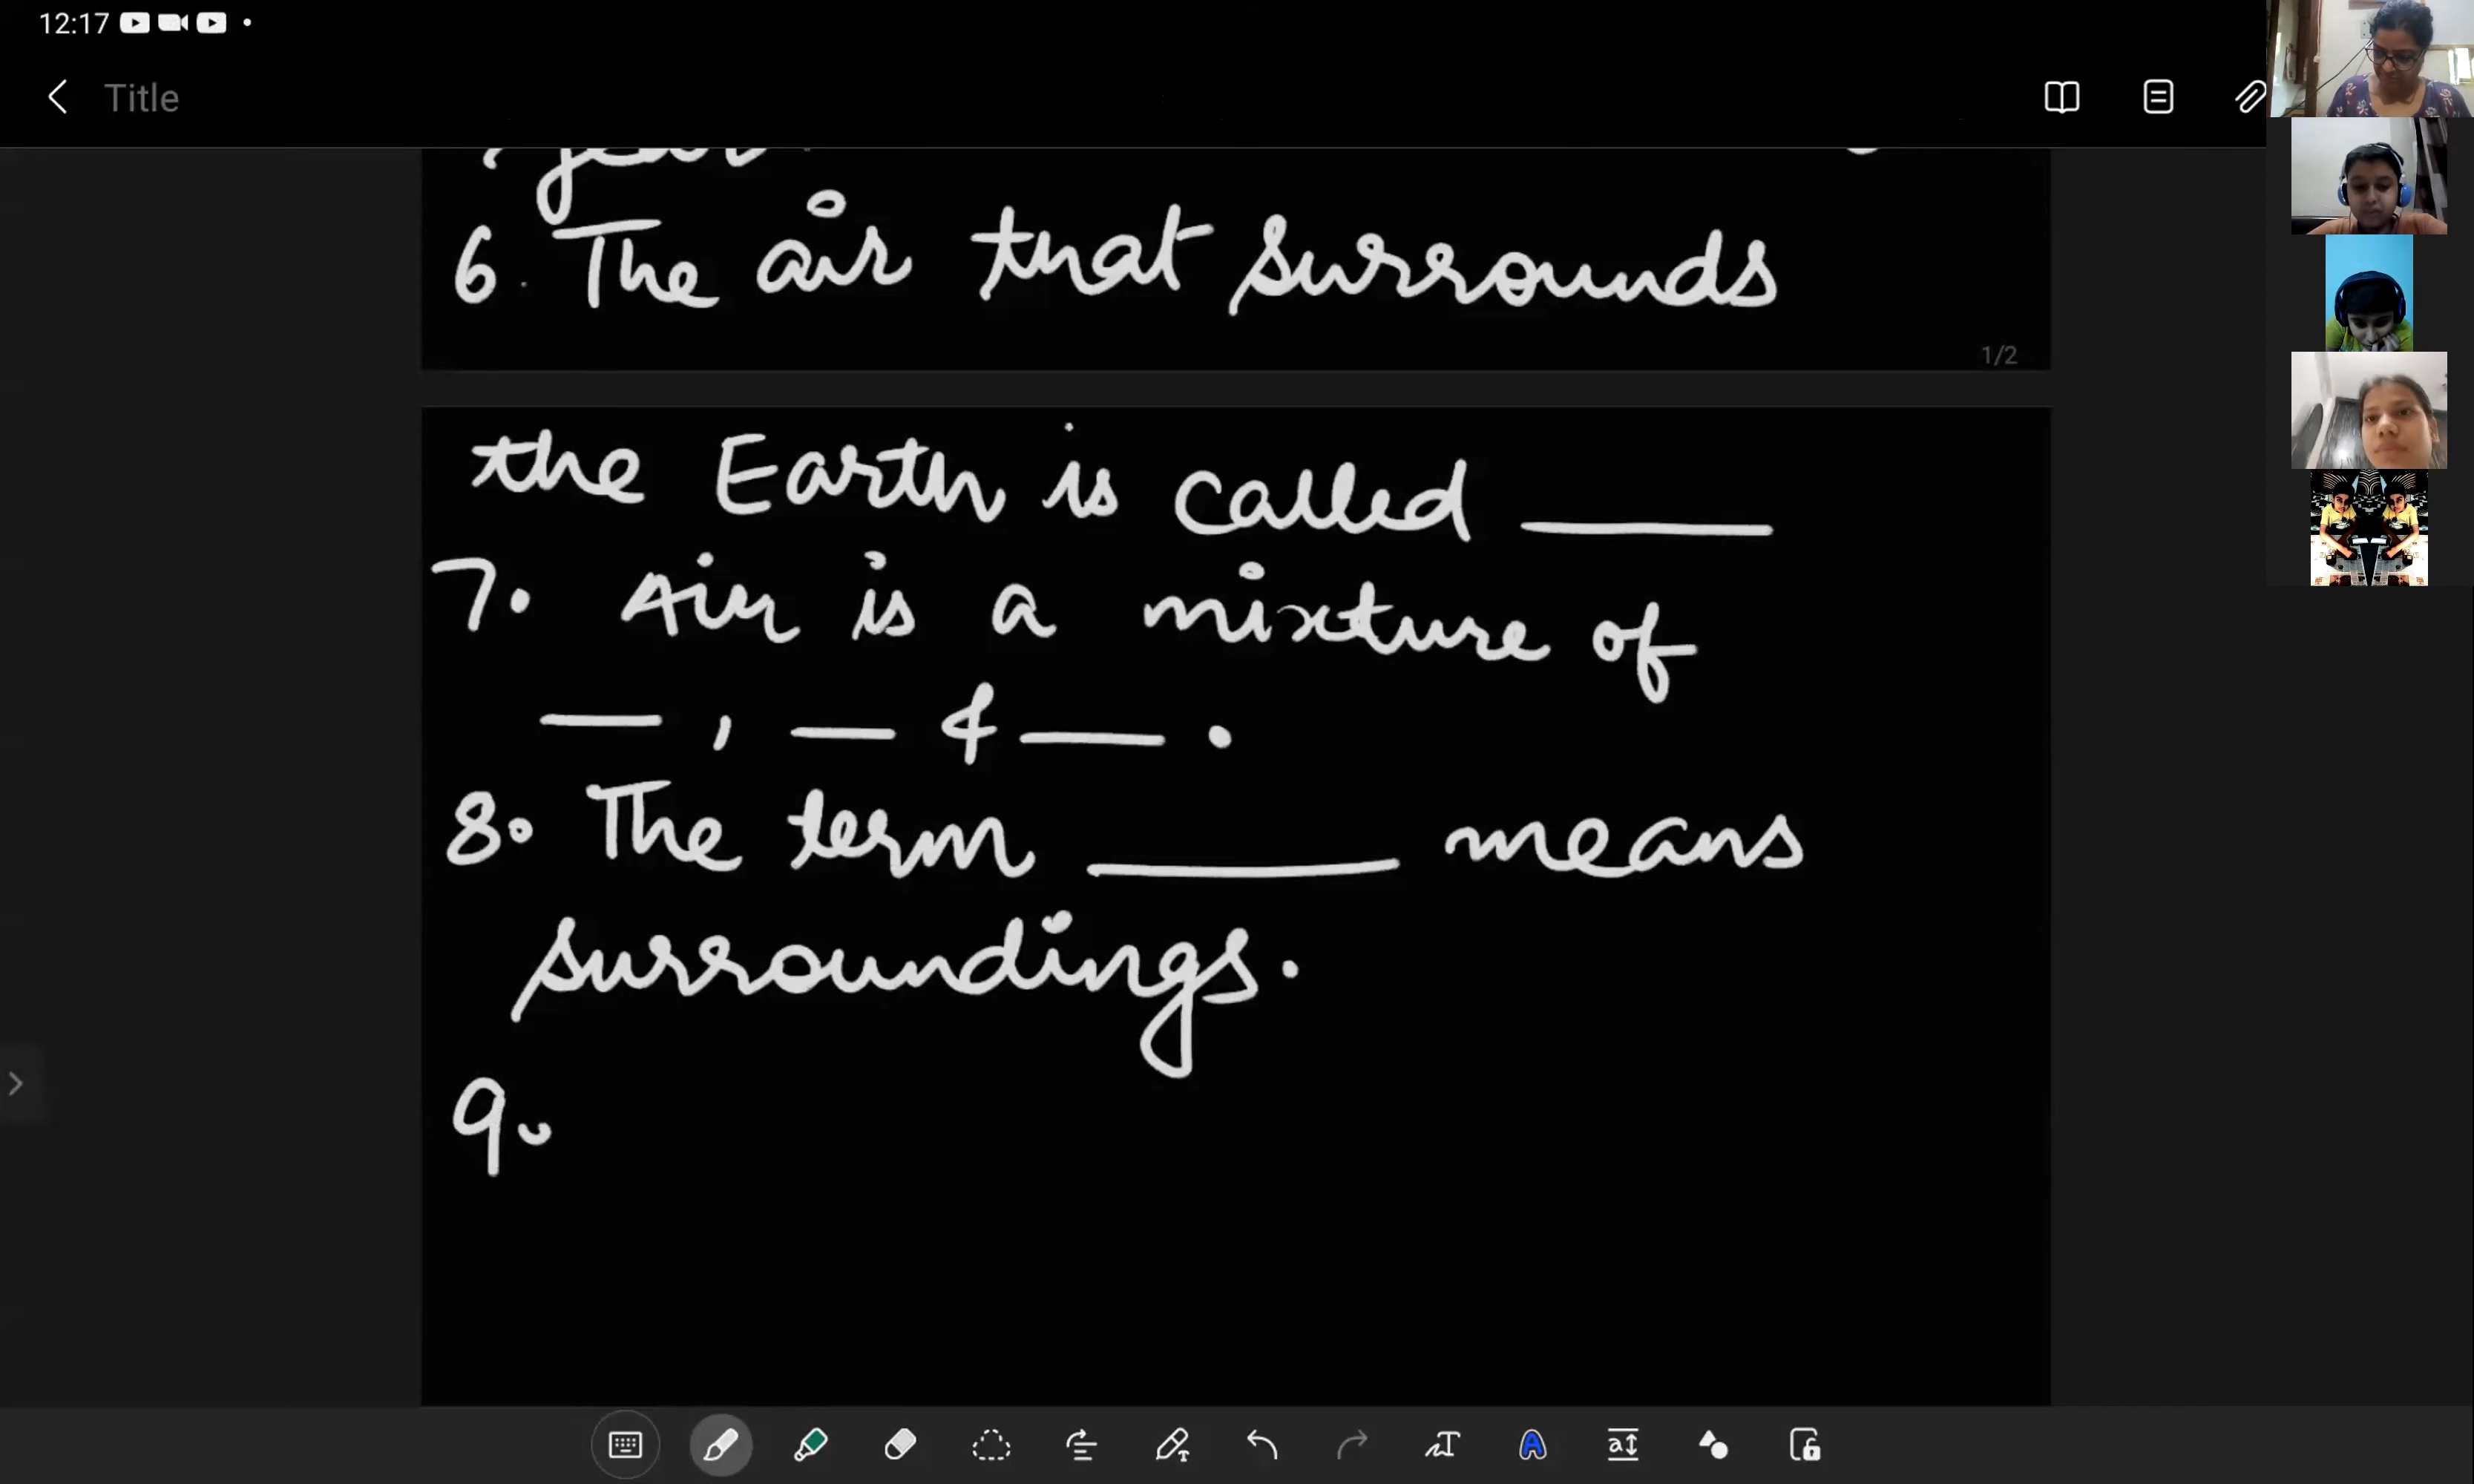 12:17
Title
6. The air that surrounds
1/2
the Earth is called ______
7. Air is a mixture of
___, ___ & ___.
8. The term ______ means
surroundings.
9.